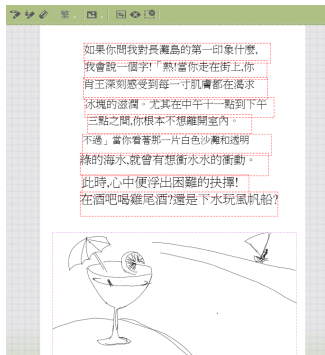 如果你問我對長灘島的第一印象什麼,
我會說一個字!「熱!當你走在街上,你
肯王深刻感受到每一寸肌膚都在渴求
冰塊的滋潤。尤其在中午十一點到下午
三點之間,你根本不想離開室內。
不過」當你看著那一片白色沙灘和透明
綠的海水,就曾有想衝水水的衝動。
此時,心中便浮出困難的抉擇!
在酒吧喝雞尾酒?還是下水玩風帆船?